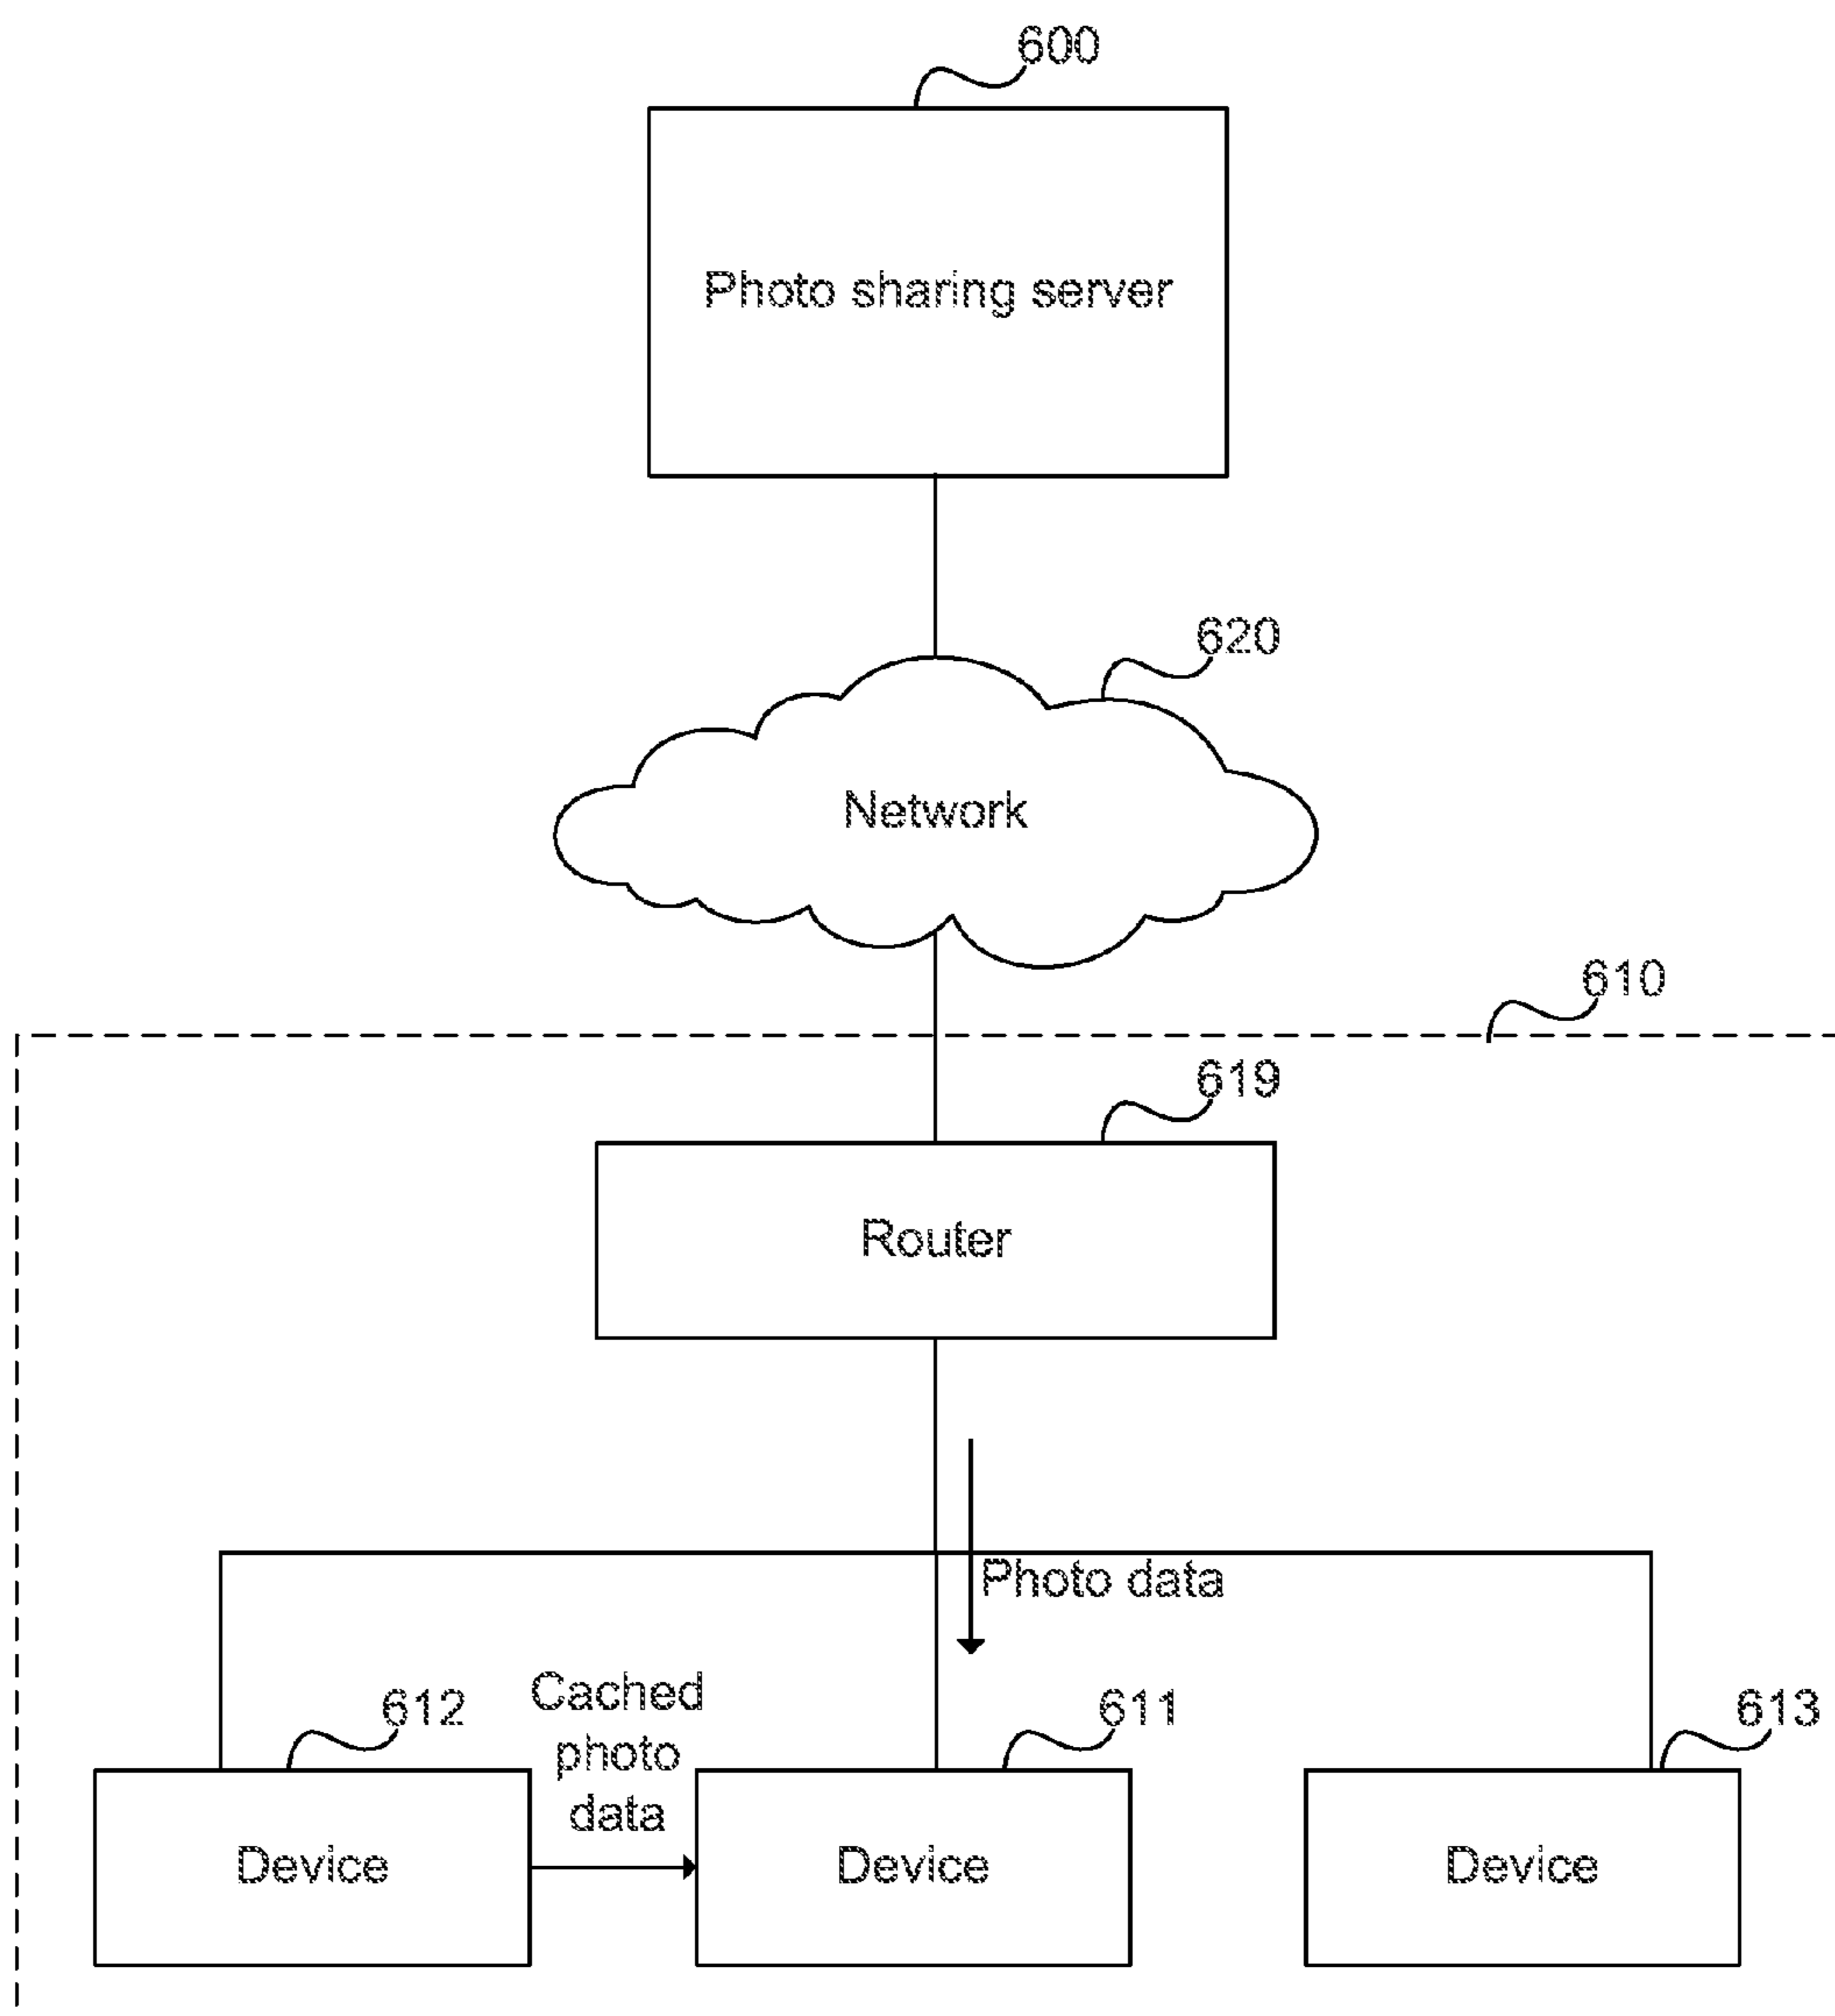 600
Photo sharing server
620
Network
610
619
Router
Photo data
612
Cached
photo
data
611
613
Device
Device
Device